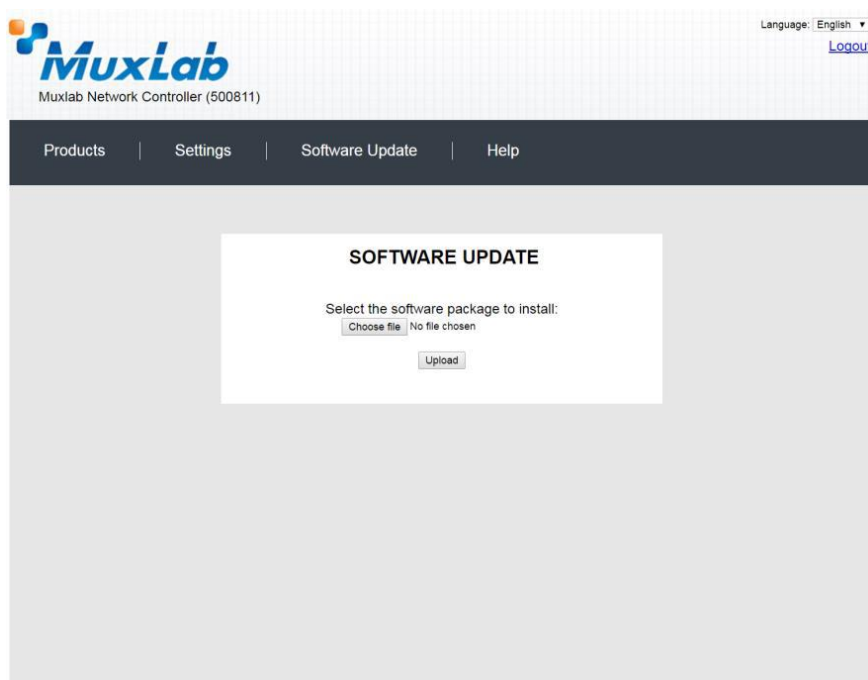 Language: English
Logout
MuxLab
Muxlab Network Controller (500811)
Products Settings Software Update Help
SOFTWARE UPDATE
Select the software package to install:
Choose file No file chosen
Upload